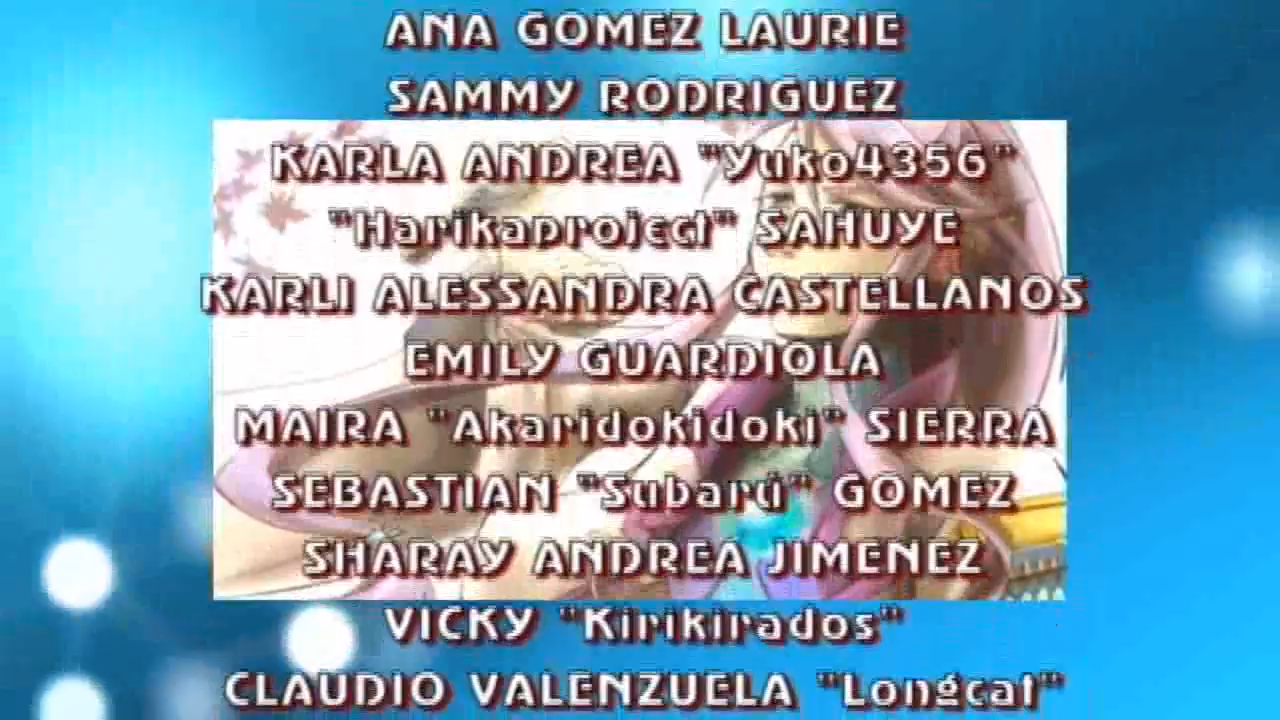 ANA GOMEZ LAURIE
SAMMY RODRIGUEZ
KARLA ANDREA "Yuko4356"
"Harikaproject" SAHUYE
KARLI ALESSANDRA CASTELLANOS
EMILY GUARDIOLA
MAIRA "Akaridokidoki" SIERRA
SEBASTIAN "Subarú" GOMEZ
SHARAY ANDREA JIMENEZ
VICKY "Kirikirados"
CLAUDIO VALENZUELA "Longcat"